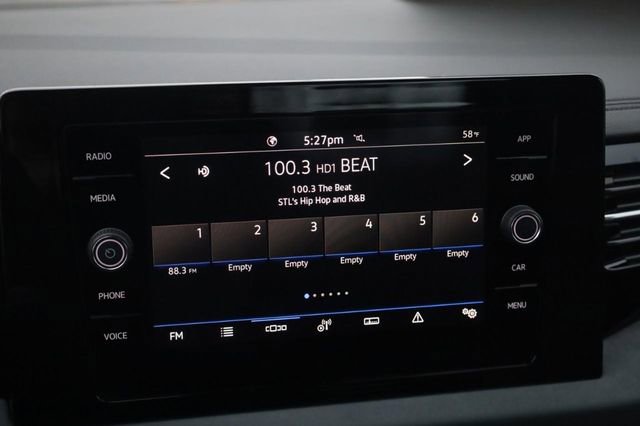 5:27pm
58°F
100.3 HD1 BEAT
100.3 The Beat
STL's Hip Hop and R&B
1 2 3 4 5 6
88.3 FM Empty Empty Empty Empty Empty
FM
RADIO
MEDIA
PHONE
VOICE
APP
SOUND
CAR
MENU